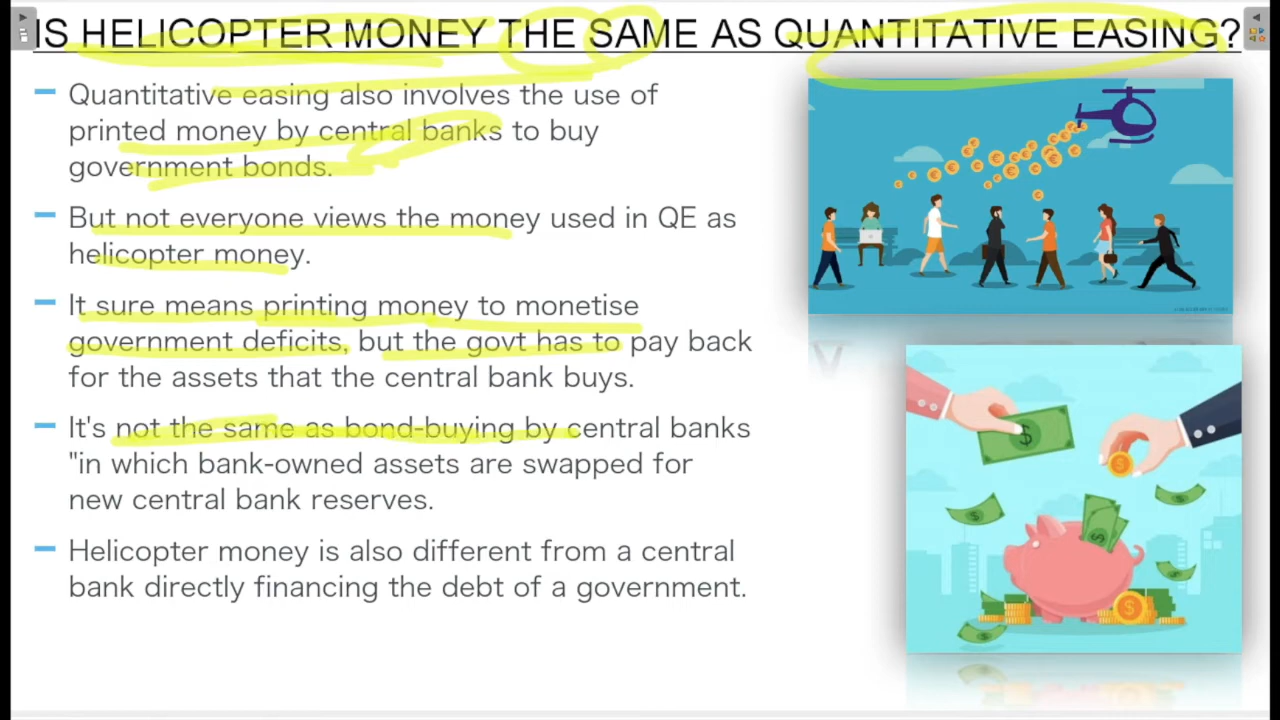 IS HELICOPTER MONEY THE SAME AS QUANTITATIVE EASING?
Quantitative easing also involves the use of
printed money by central banks to buy
government bonds.
But not everyone views the money used in QE as
helicopter money.
It sure means printing money to monetise
government deficits, but the govt has to pay back
for the assets that the central bank buys.
It's not the same as bond-buying by central banks
"in which bank-owned assets are swapped for
new central bank reserves.
Helicopter money is also different from a central
bank directly financing the debt of a government.